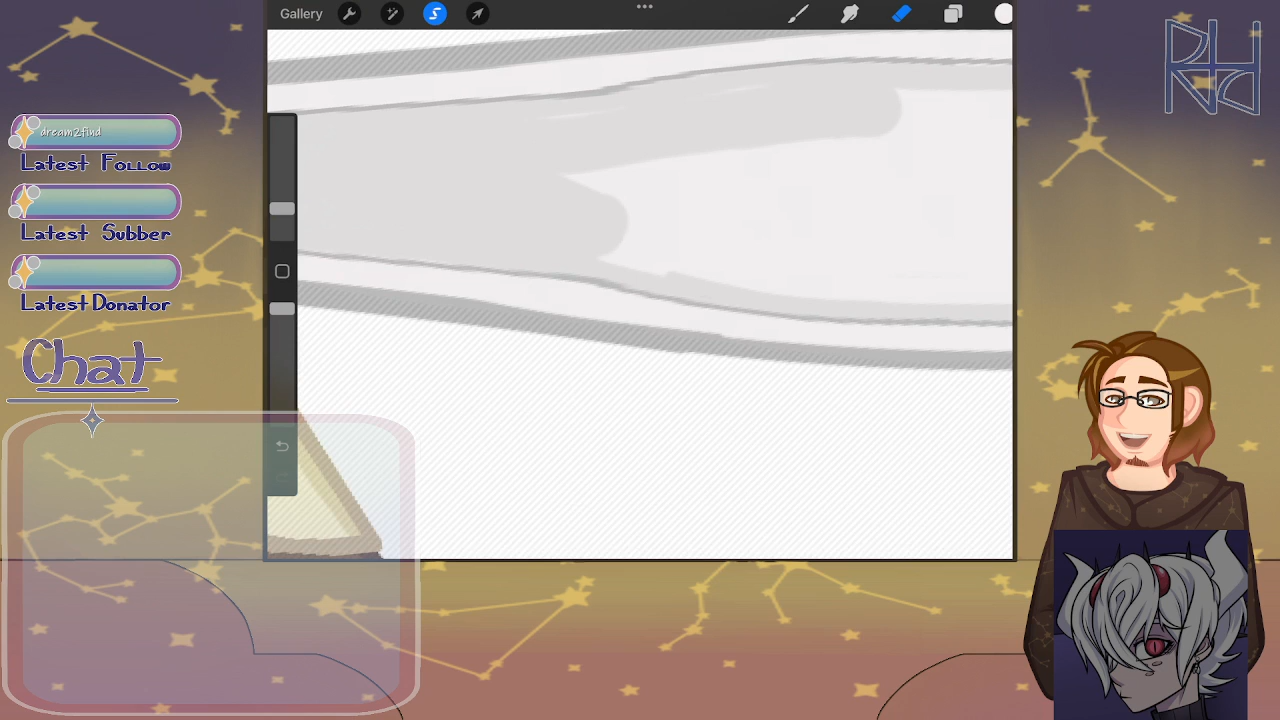 Gallery
dream2find
Latest Follow
Latest Subber
Latest Donator
Chat